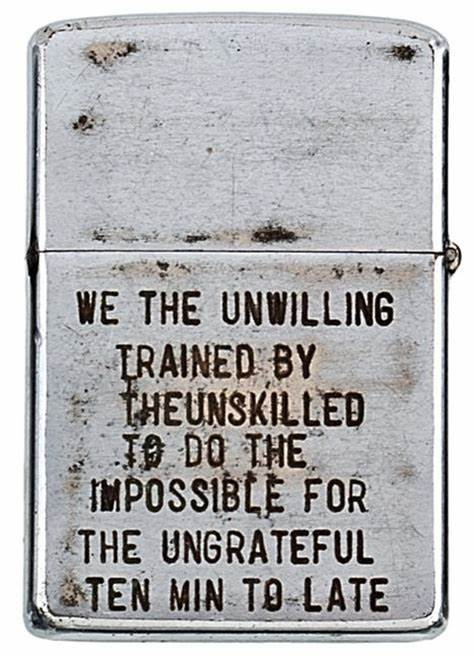 WE THE UNWILLING
TRAINED BY
THEUNSKILLED
TO DO THE
IMPOSSIBLE FOR
THE UNGRATEFUL
TEN MIN TO LATE